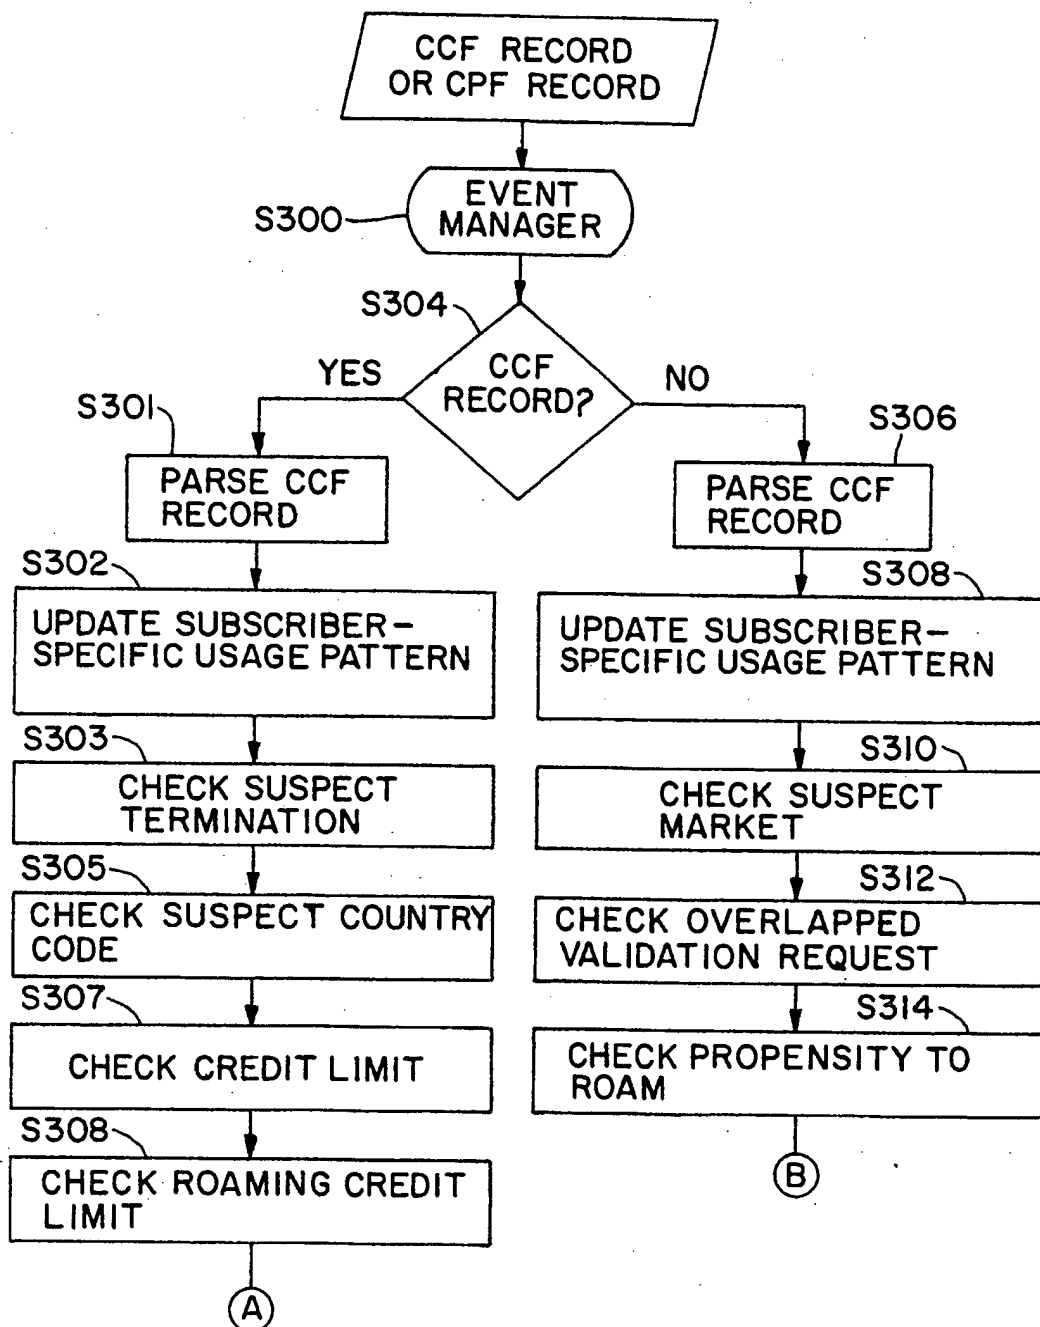 CCF RECORD
OR CPF RECORD
S300
EVENT
MANAGER
S304
CCF
RECORD?
YES
NO
S301
PARSE CCF
RECORD
S302
UPDATE SUBSCRIBER-
SPECIFIC USAGE PATTERN
S303
CHECK SUSPECT
TERMINATION
S305
CHECK SUSPECT COUNTRY
CODE
S307
CHECK CREDIT LIMIT
S308
CHECK ROAMING CREDIT
LIMIT
A
S306
PARSE CCF
RECORD
S308
UPDATE SUBSCRIBER-
SPECIFIC USAGE PATTERN
S310
CHECK SUSPECT
MARKET
S312
CHECK OVERLAPPED
VALIDATION REQUEST
S314
CHECK PROPENSITY TO
ROAM
B